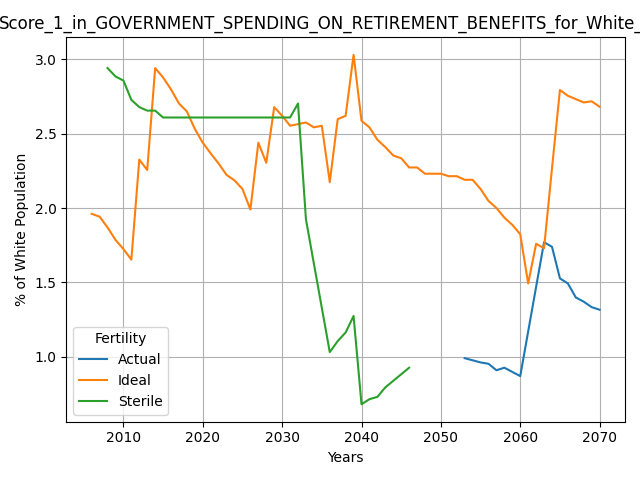 Score_1_in_GOVERNMENT_SPENDING_ON_RETIREMENT_BENEFITS_for_White_
3.0
2.5
2.0
1.5
1.0
% of White Population
Fertility
Actual
Ideal
Sterile
2010 2020 2030 2040 2050 2060 2070
Years